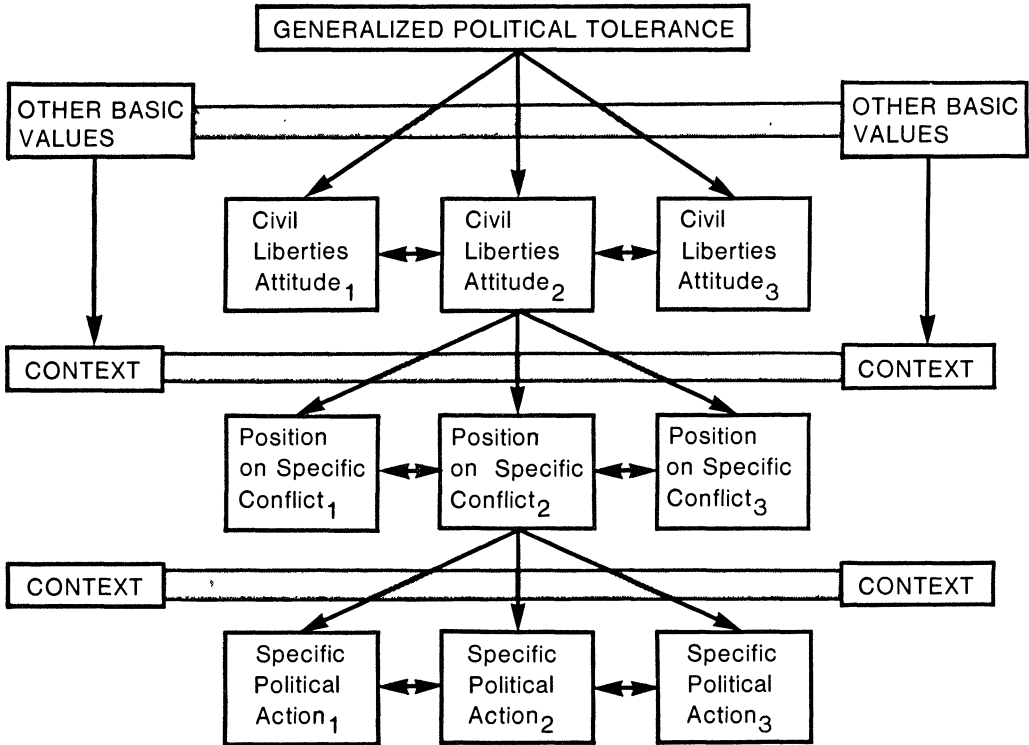 GENERALIZED POLITICAL TOLERANCE
OTHER BASIC
VALUES
OTHER BASIC
VALUES
Civil
Liberties
Attitude1
Civil
Liberties
Attitude2
Civil
Liberties
Attitude3
CONTEXT
CONTEXT
Position
on Specific
Conflict1
Position
on Specific
Conflict2
Position
on Specific
Conflict3
CONTEXT
CONTEXT
Specific
Political
Action1
Specific
Political
Action2
Specific
Political
Action3